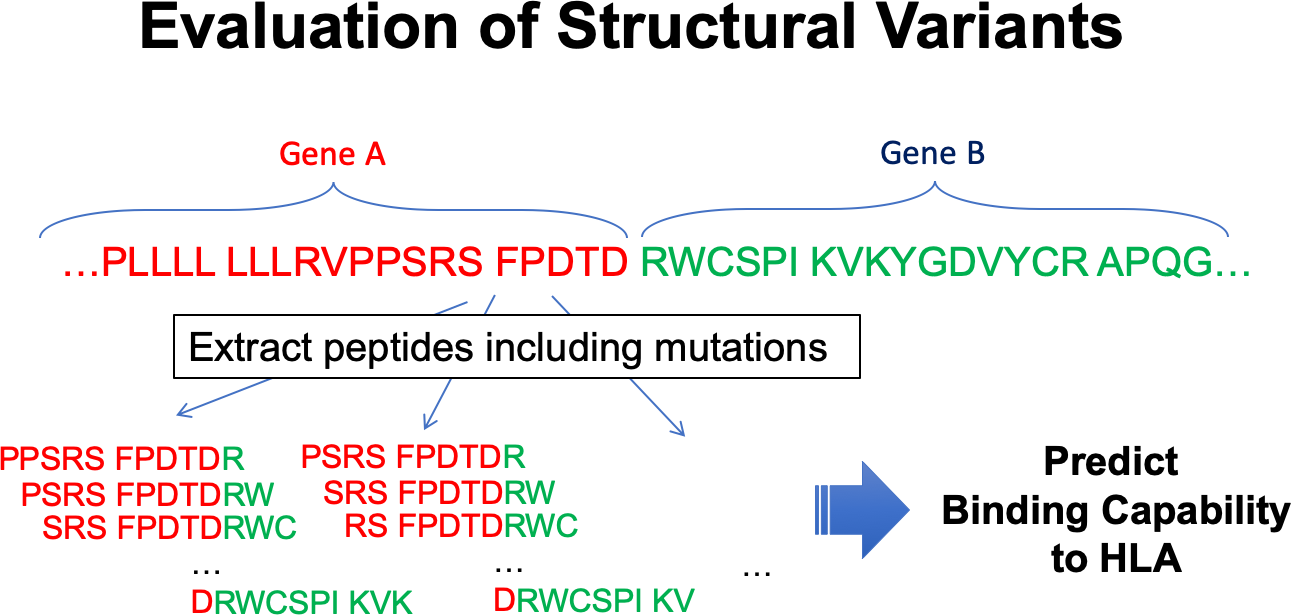 Evaluation of Structural Variants
Gene A
Gene B
...PLLLL LLLRVPPSRS FPDTD RWCSPI KVKYGDVYCR APQG...
Extract peptides including mutations
PPSRS FPDTDR
PSRS FPDTDRW
SRS FPDTDRWC
...
DRWCSPI KVK
PSRS FPDTDR
SRS FPDTDRW
RS FPDTDRWC
...
DRWCSPI KV
...
Predict
Binding Capability
to HLA